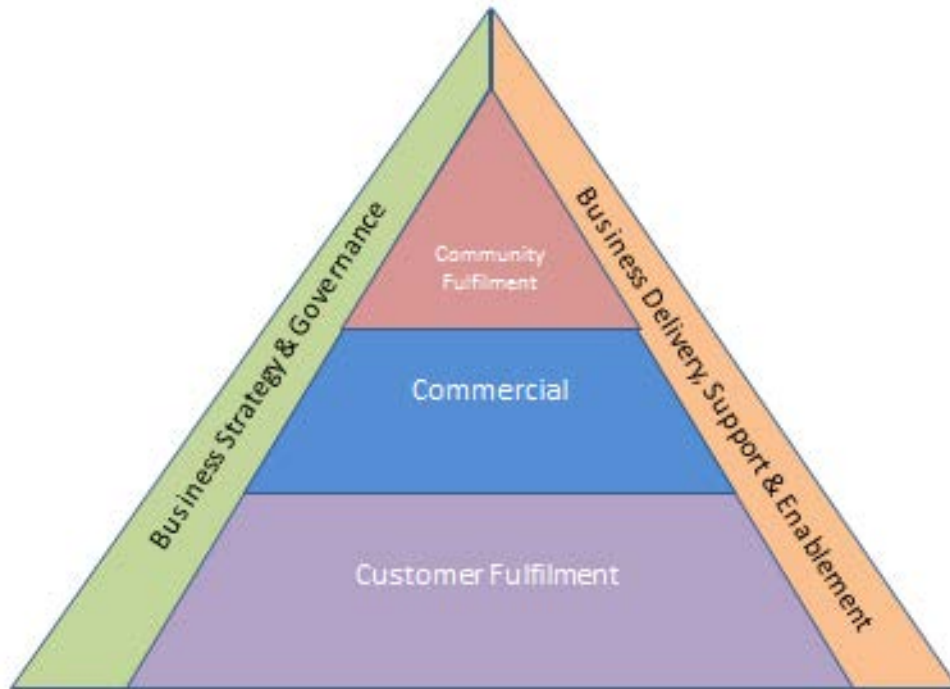 Business Strategy & Governance
Business Delivery, Support & Enablement
Community
Fulfilment
Commercial
Customer Fulfilment